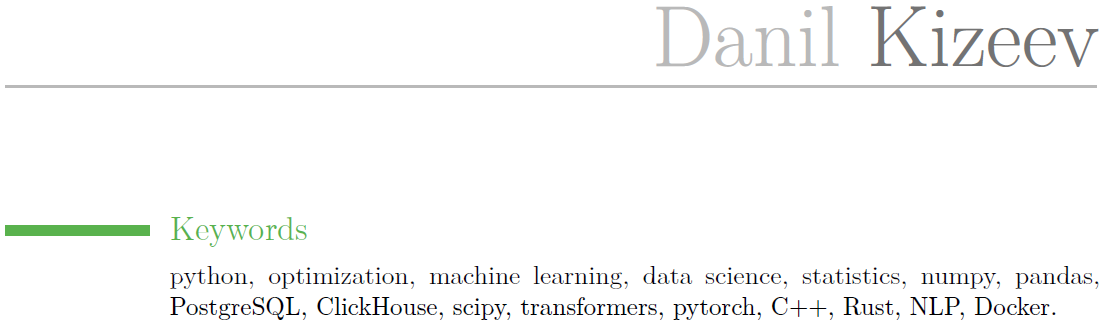 Danil Kizeev
Keywords
python, optimization, machine learning, data science, statistics, numpy, pandas,
PostgreSQL, ClickHouse, scipy, transformers, pytorch, C++, Rust, NLP, Docker.